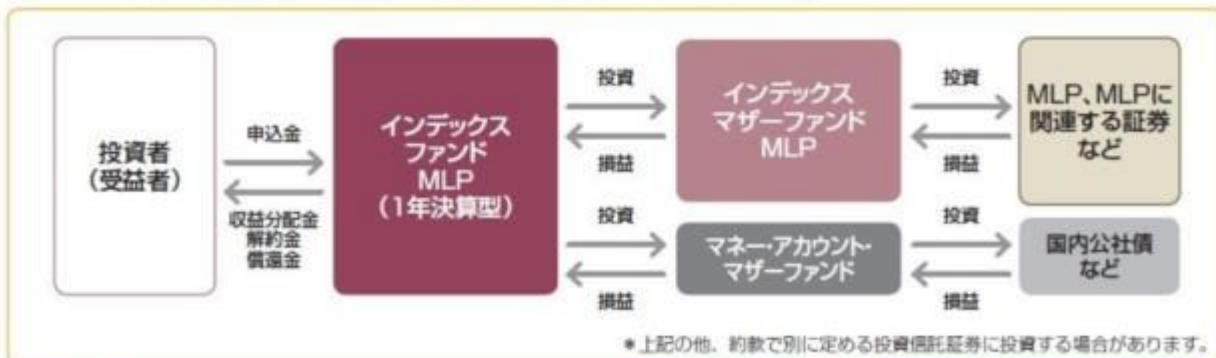 投資者
（受益者）
申込金
収益分配金
解約金
償還金
インデックス
ファンド
MLP
（1年決算型）
投資
損益
投資
損益
インデックス
マザーファンド
MLP
マネー・アカウント・
マザーファンド
投資
損益
投資
損益
MLP、MLPに
関連する証券
など
国内公社債
など
＊上記の他、約款で別に定める投資信託証券に投資する場合があります。